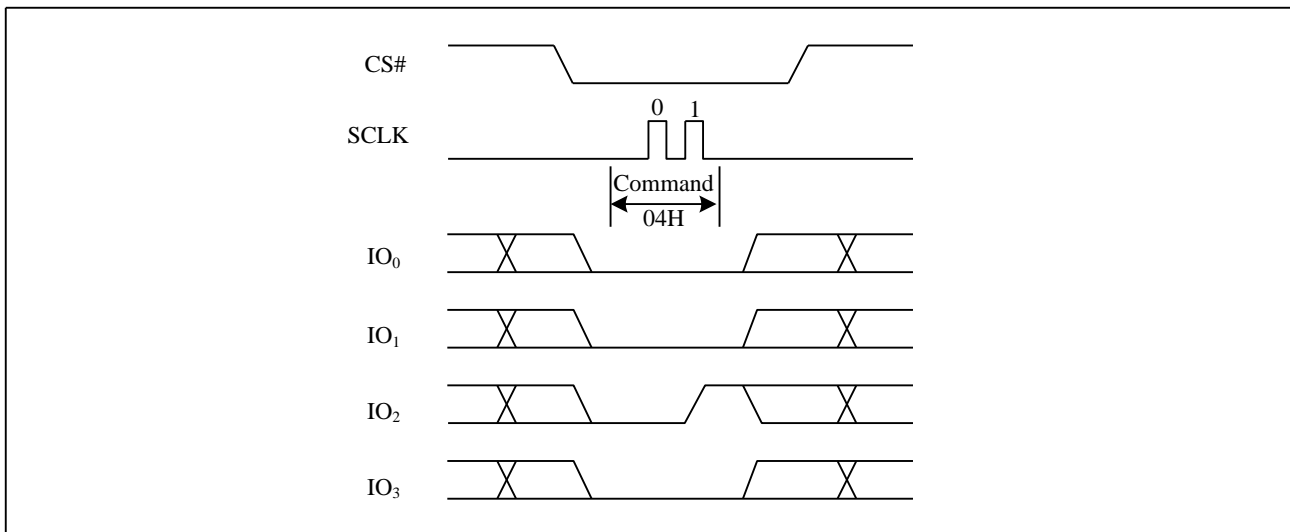 CS#
0 1
SCLK
Command
04H
IO₀
IO₁
IO₂
IO₃